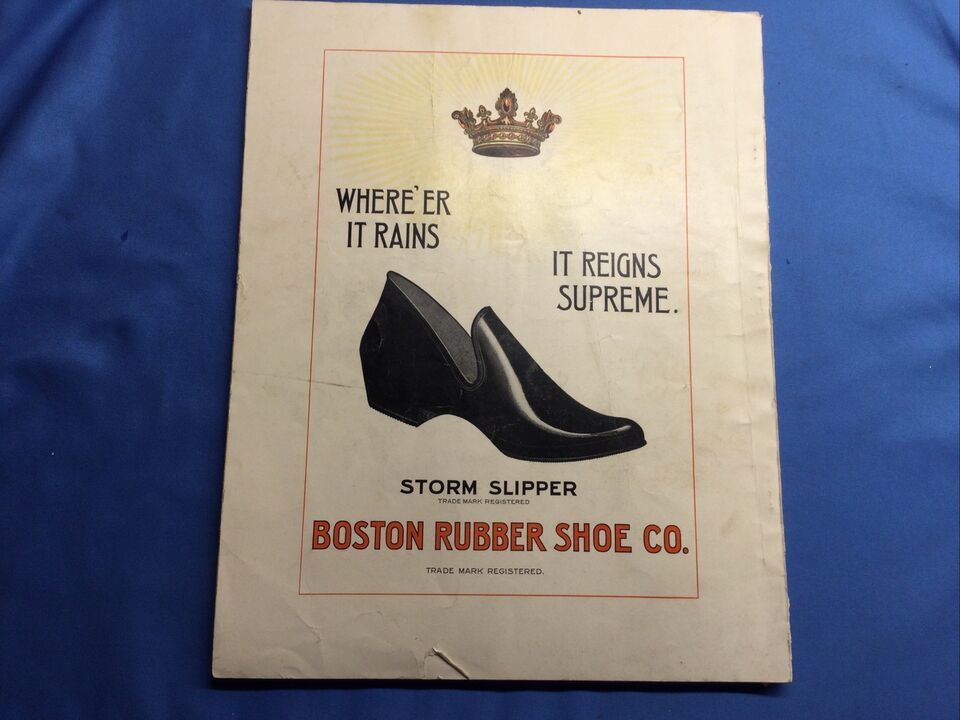 WHERE'ER
IT RAINS
IT REIGNS
SUPREME.
STORM SLIPPER
TRADE MARK REGISTERED
BOSTON RUBBER SHOE CO.
TRADE MARK REGISTERED.